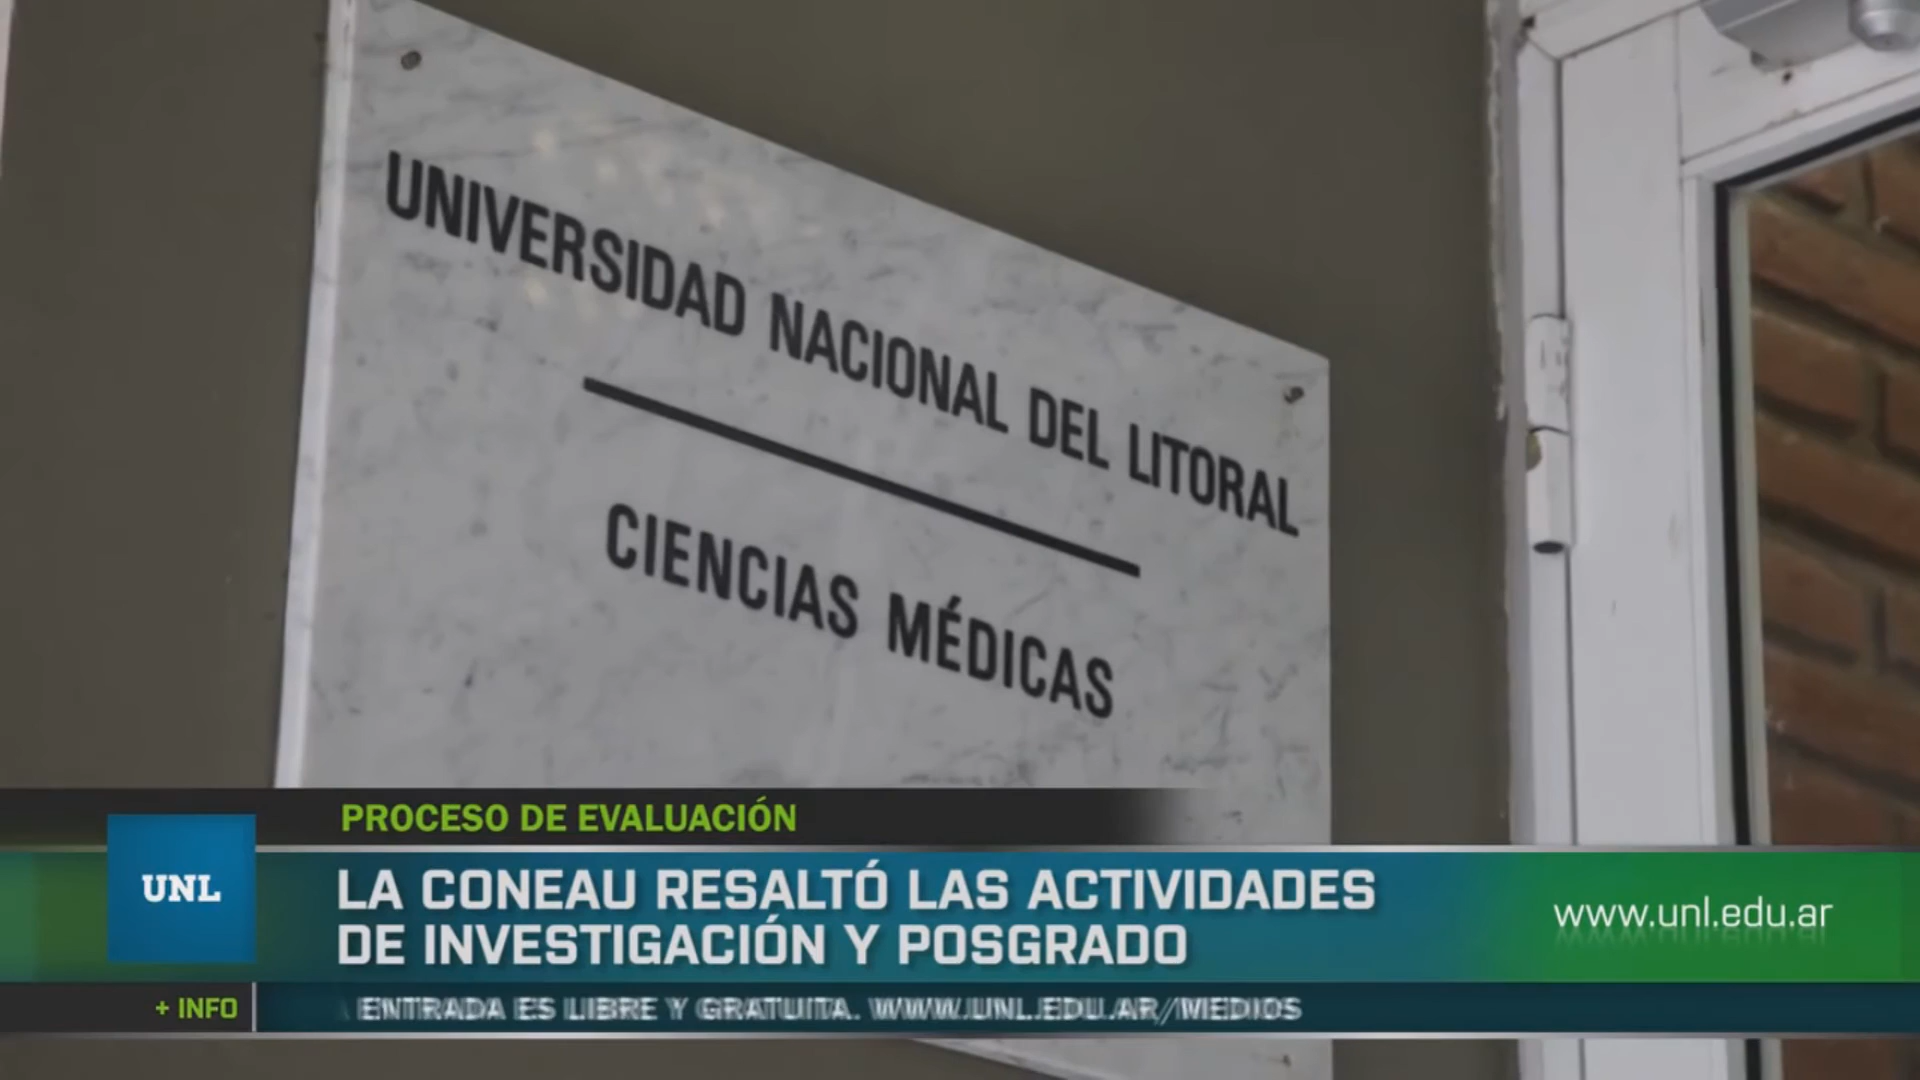 UNIVERSIDAD NACIONAL DEL LITORAL
CIENCIAS MÉDICAS
PROCESO DE EVALUACIÓN
UNL
LA CONEAU RESALTÓ LAS ACTIVIDADES
DE INVESTIGACIÓN Y POSGRADO
www.unl.edu.ar
+ INFO
A ENTRADA ES LIBRE Y GRATUITA. WWW.UNL.EDU.AR/MEDIOS